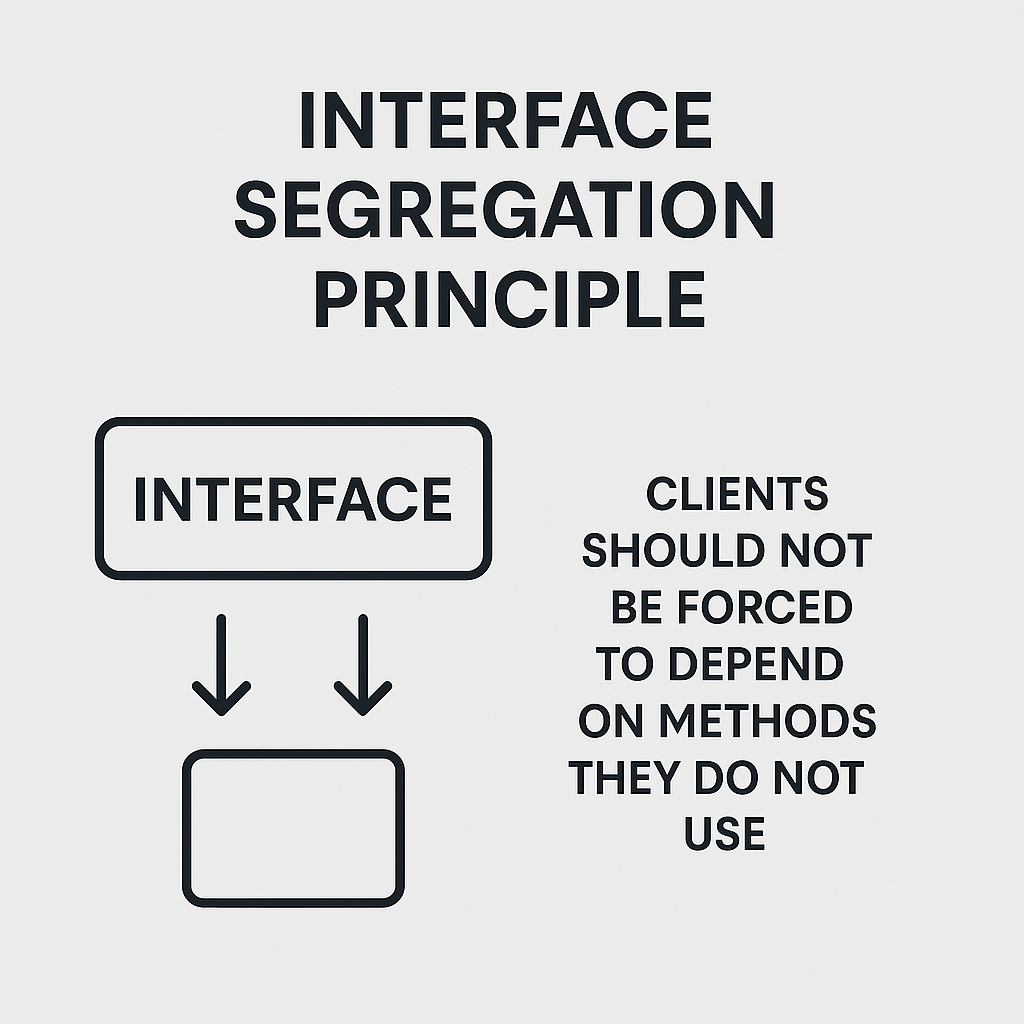 INTERFACE
SEGREGATION
PRINCIPLE
INTERFACE
CLIENTS
SHOULD NOT
BE FORCED
TO DEPEND
ON METHODS
THEY DO NOT
USE